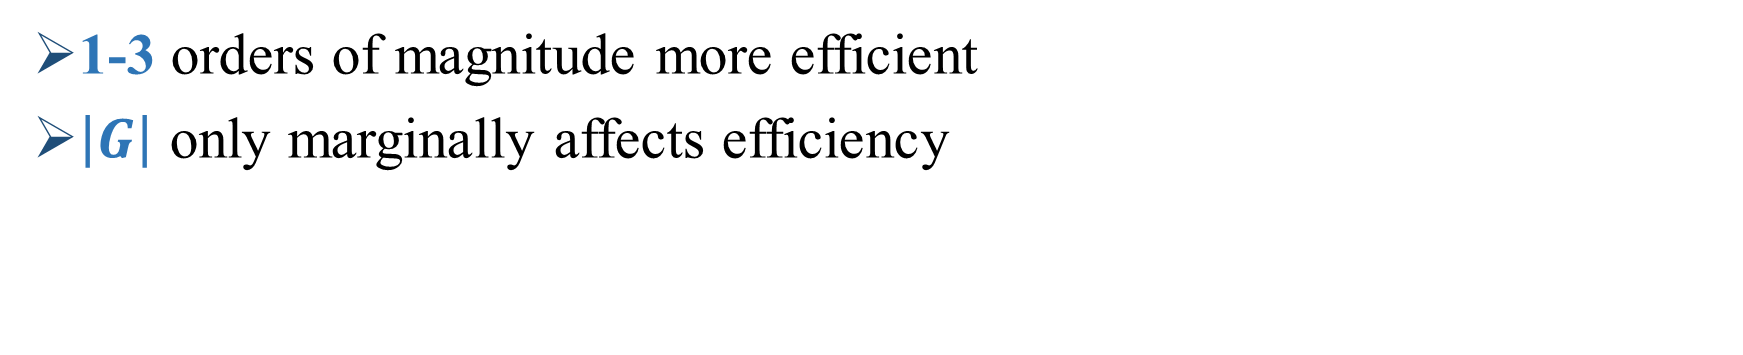 ➢1-3 orders of magnitude more efficient
➢|G| only marginally affects efficiency